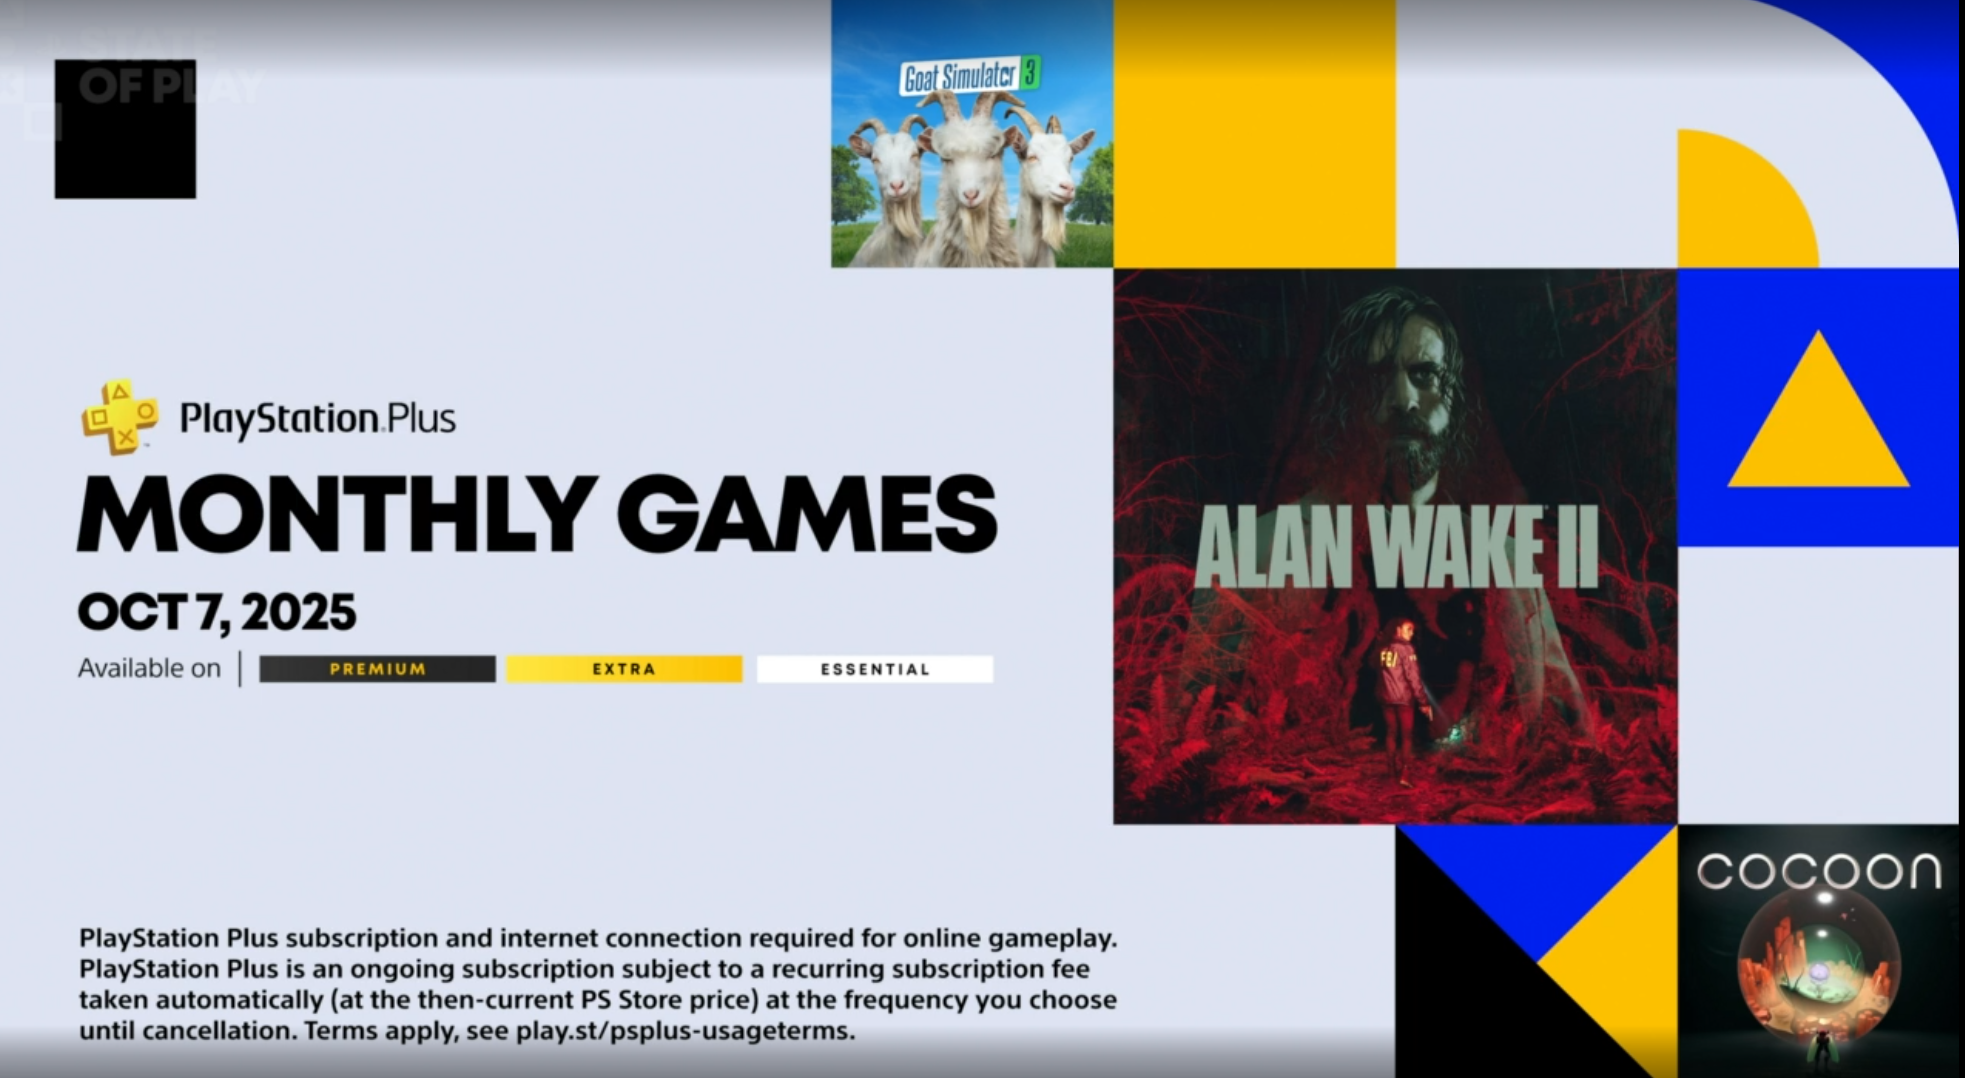 STATE
OF PLAY
Goat Simulator 3
PlayStation Plus
MONTHLY GAMES
OCT 7, 2025
Available on | PREMIUM EXTRA ESSENTIAL
ALAN WAKE II
FBI
COCOON
PlayStation Plus subscription and internet connection required for online gameplay.
PlayStation Plus is an ongoing subscription subject to a recurring subscription fee
taken automatically (at the then-current PS Store price) at the frequency you choose
until cancellation. Terms apply, see play.st/psplus-usageterms.